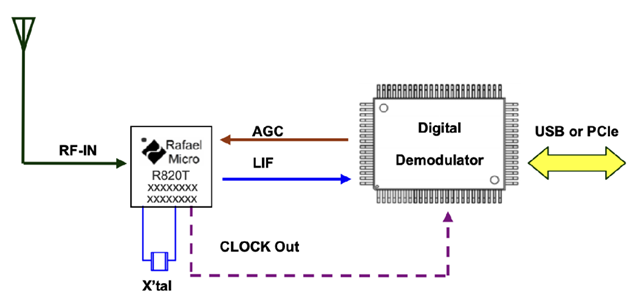 RF-IN
Rafael
Micro
R820T
XXXXXXXX
XXXXXXXX
X'tal
AGC
LIF
CLOCK Out
Digital
Demodulator
USB or PCIe